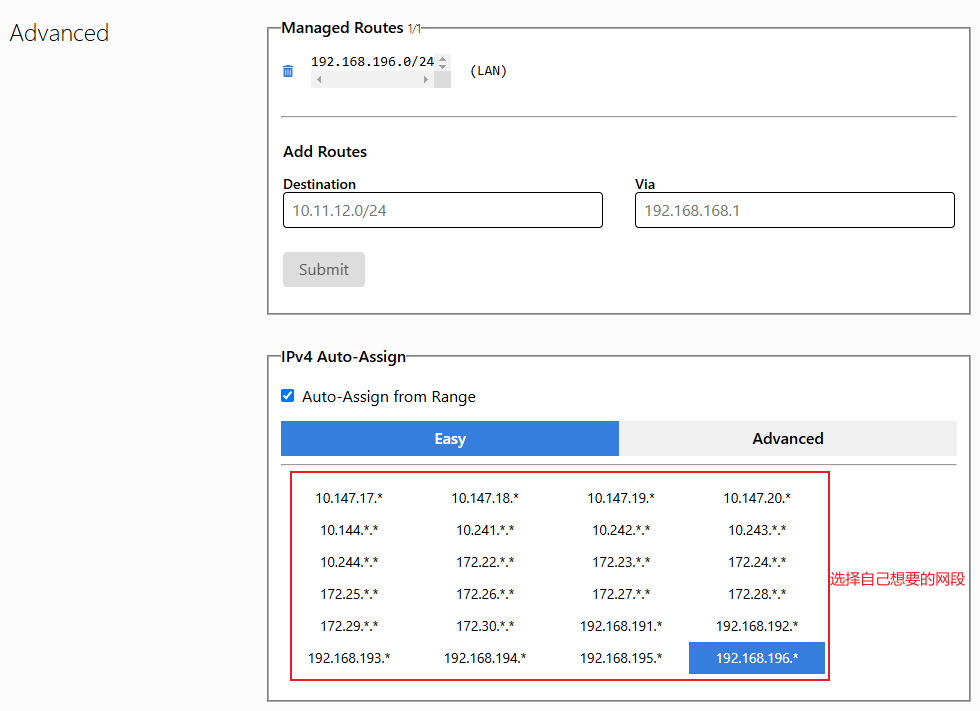 Advanced
Managed Routes 1/1
192.168.196.0/24
(LAN)
Add Routes
Destination
Via
10.11.12.0/24
192.168.168.1
Submit
IPv4 Auto-Assign
Auto-Assign from Range
Easy
Advanced
10.147.17.* 10.147.18.* 10.147.19.* 10.147.20.*
10.144.*.* 10.241.*.* 10.242.*.* 10.243.*.*
10.244.*.* 172.22.*.* 172.23.*.* 172.24.*.*
172.25.*.* 172.26.*.* 172.27.*.* 172.28.*.*
172.29.*.* 172.30.*.* 192.168.191.* 192.168.192.*
192.168.193.* 192.168.194.* 192.168.195.* 192.168.196.*
选择自己想要的网段